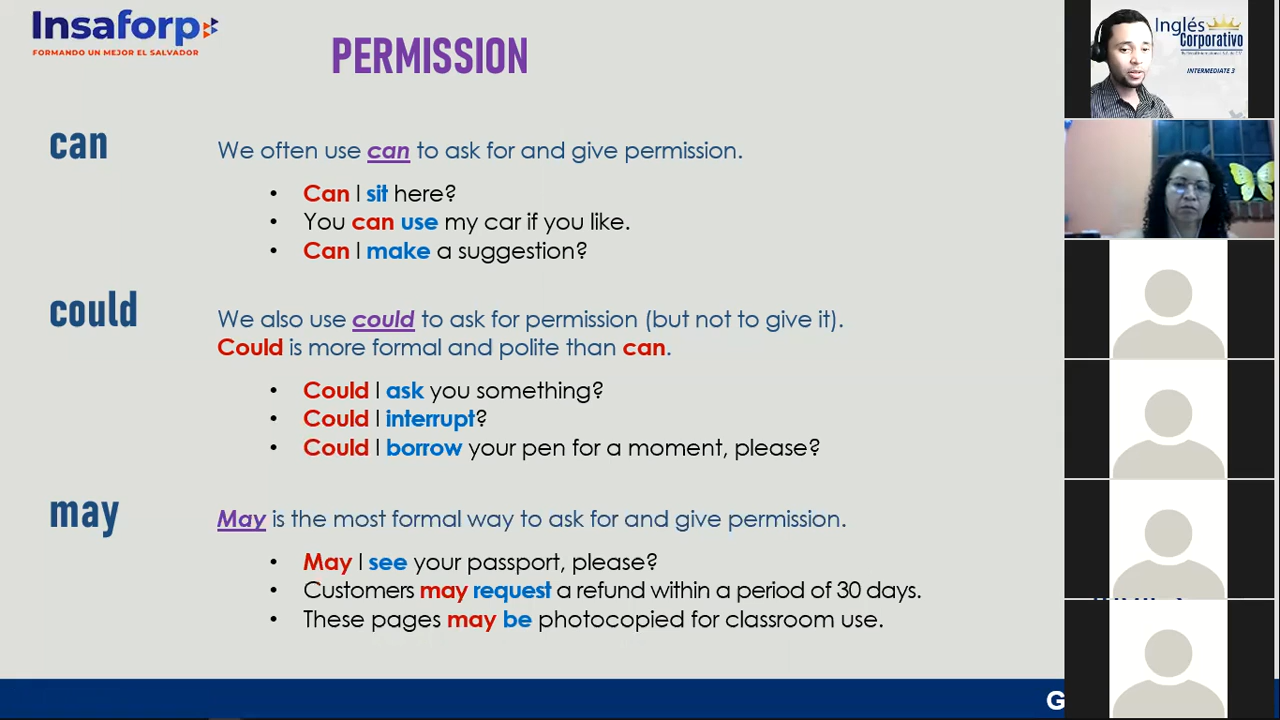 Insaforp
FORMANDO UN MEJOR EL SALVADOR
PERMISSION
can
We often use can to ask for and give permission.
• Can I sit here?
• You can use my car if you like.
• Can I make a suggestion?
could
We also use could to ask for permission (but not to give it).
Could is more formal and polite than can.
• Could I ask you something?
• Could I interrupt?
• Could I borrow your pen for a moment, please?
may
May is the most formal way to ask for and give permission.
• May I see your passport, please?
• Customers may request a refund within a period of 30 days.
• These pages may be photocopied for classroom use.
G
Inglés
Corporativo
INTERMEDIATE 3